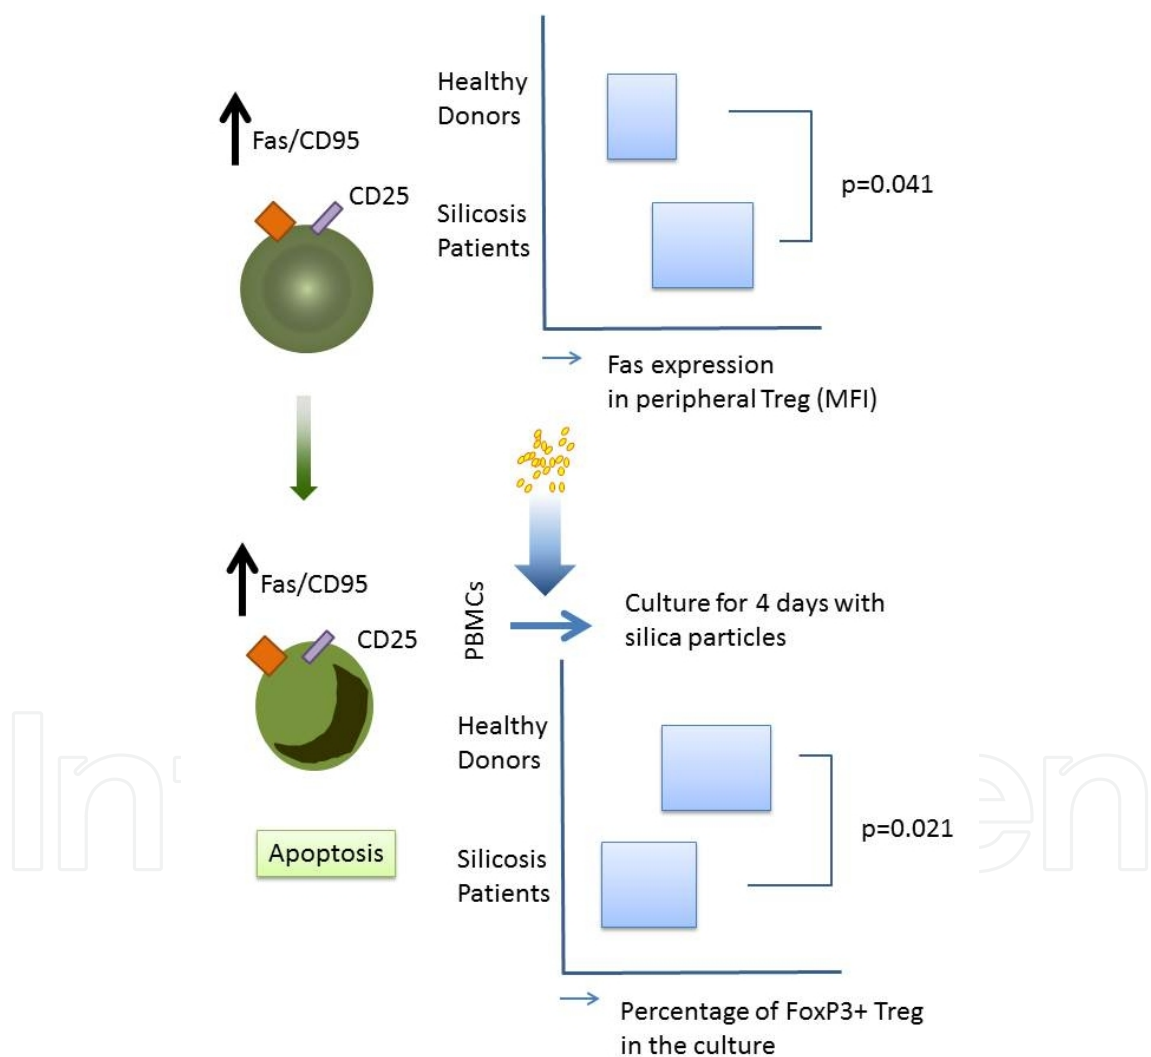 Healthy
Donors
Fas/CD95
CD25
p=0.041
Silicosis
Patients
Fas expression
in peripheral Treg (MFI)
Fas/CD95
CD25
PBMCs
Culture for 4 days with
silica particles
Healthy
Donors
p=0.021
Apoptosis
Silicosis
Patients
Percentage of FoxP3+ Treg
in the culture